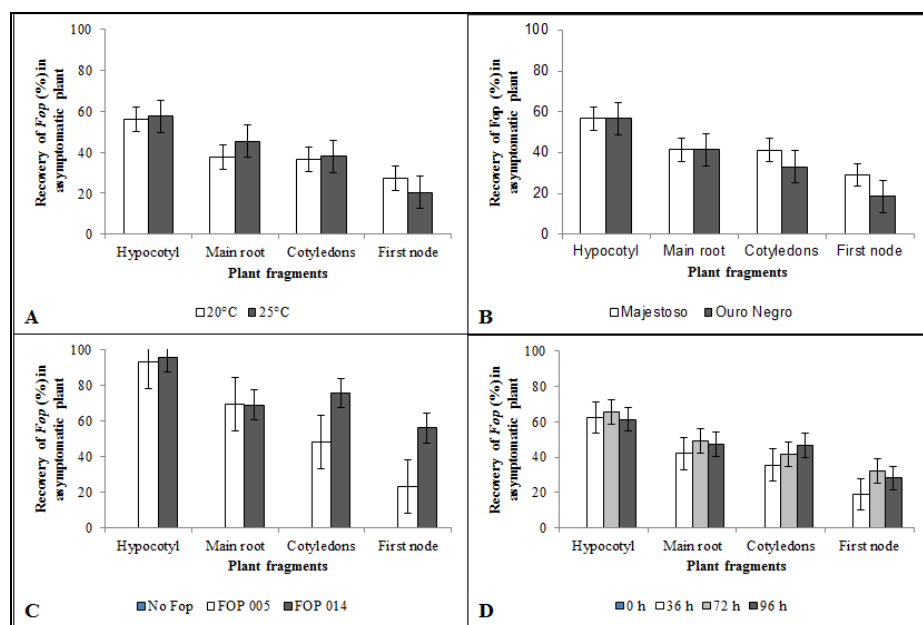 Recovery of Fop (%) in
asymptomatic plant
100
80
60
40
20
0
Hypocotyl Main root Cotyledons First node
Plant fragments
20°C 25°C
A
Recovery of Fop (%) in
asymptomatic plant
100
80
60
40
20
0
Hypocotyl Main root Cotyledons First node
Plant fragments
Majestoso Ouro Negro
B
Recovery of Fop (%) in
asymptomatic plant
100
80
60
40
20
0
Hypocotyl Main root Cotyledons First node
Plant fragments
No Fop FOP 005 FOP 014
C
Recovery of Fop (%) in
asymptomatic plant
100
80
60
40
20
0
Hypocotyl Main root Cotyledons First node
Plant fragments
0 h 36 h 72 h 96 h
D